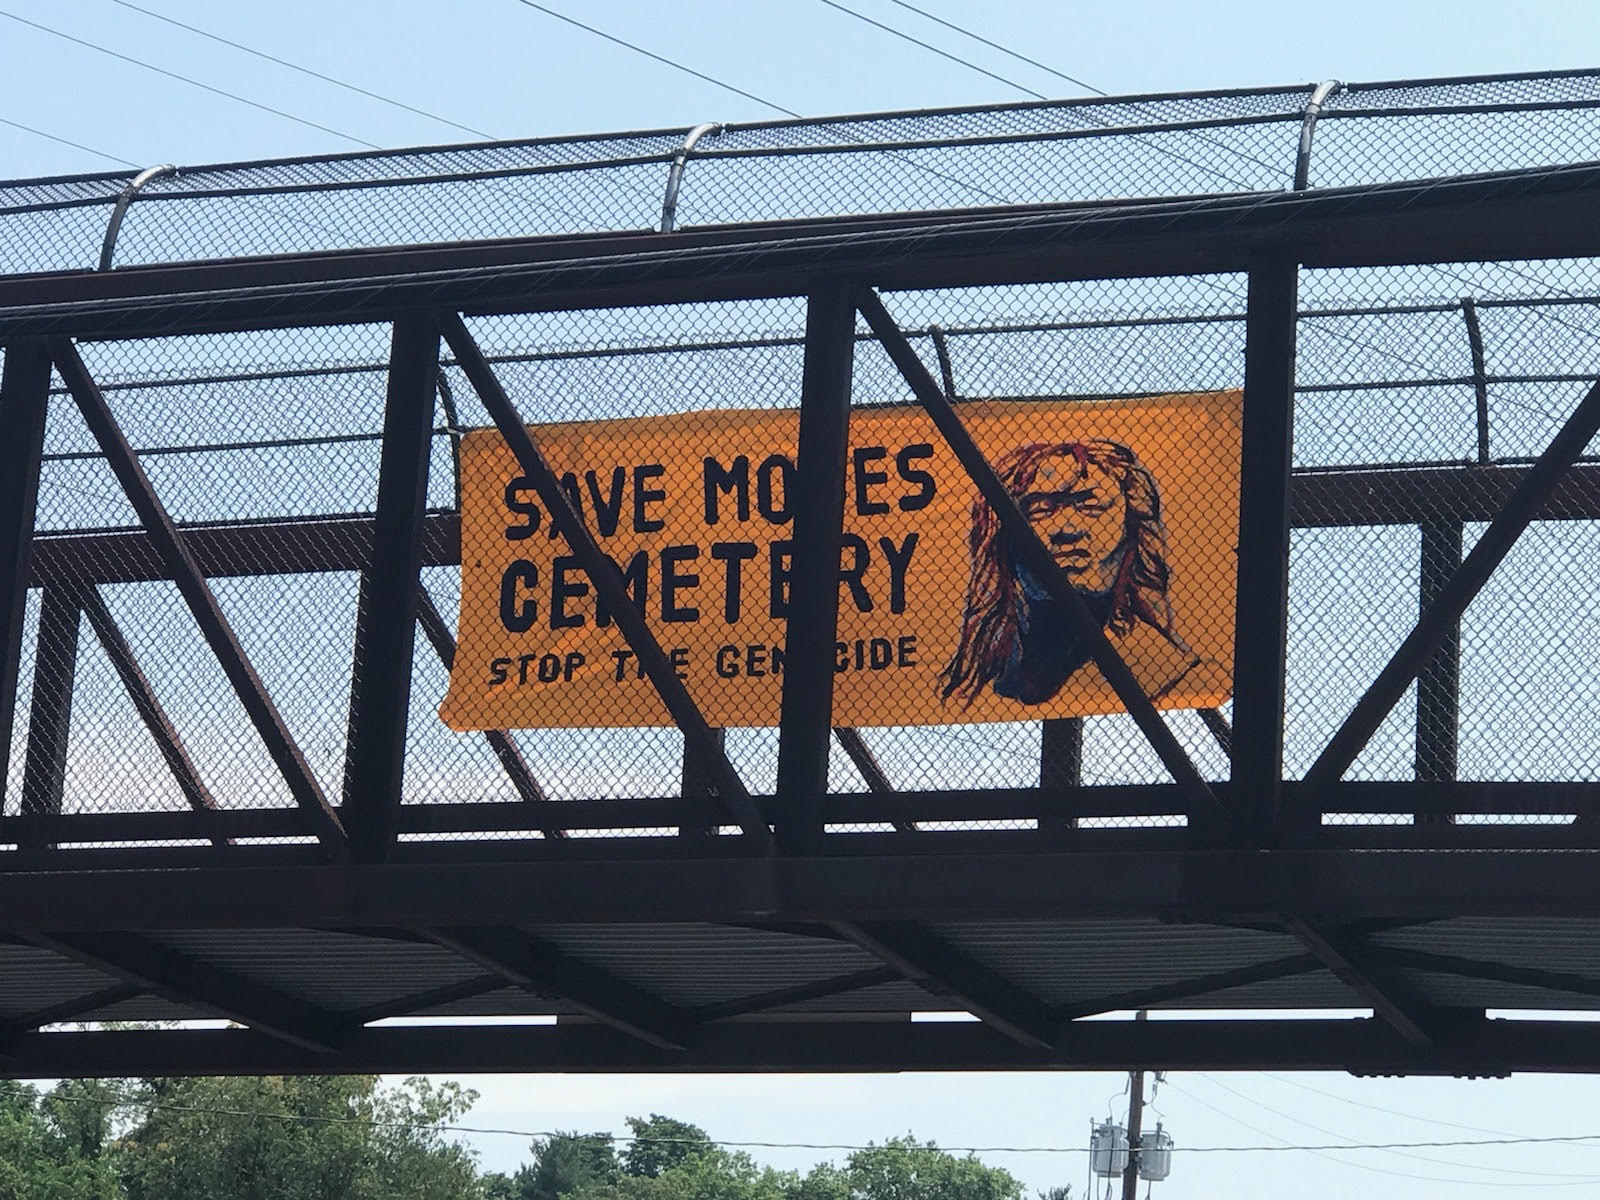 SAVE MOSES
CEMETERY
STOP THE GENOCIDE